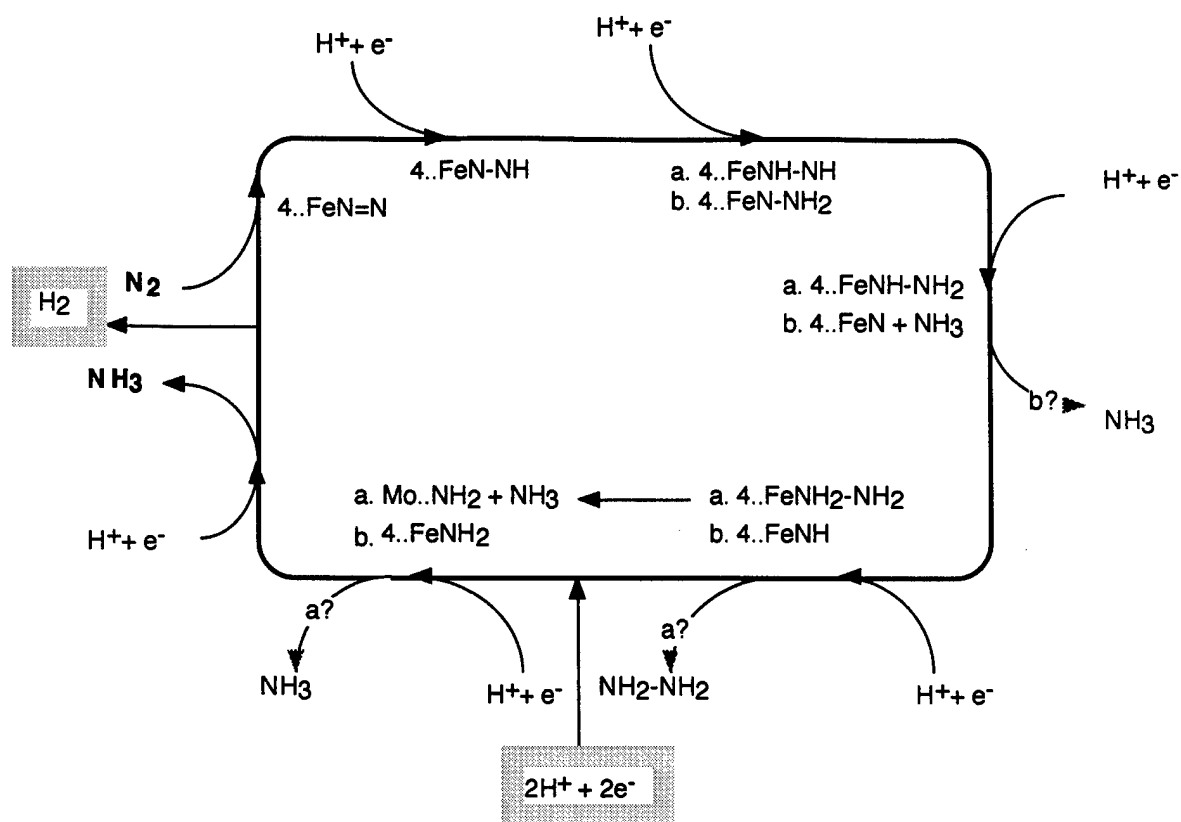 H+ + e-
H+ + e-
4..FeN-NH
a. 4..FeNH-NH
b. 4..FeN-NH2
H+ + e-
4..FeN=N
N2
H2
a. 4..FeNH-NH2
b. 4..FeN + NH3
NH3
b?
NH3
a. Mo..NH2 + NH3
a. 4..FeNH2-NH2
b. 4..FeNH2
b. 4..FeNH
H+ + e-
a?
a?
NH3
H+ + e-
NH2-NH2
H+ + e-
2H+ + 2e-